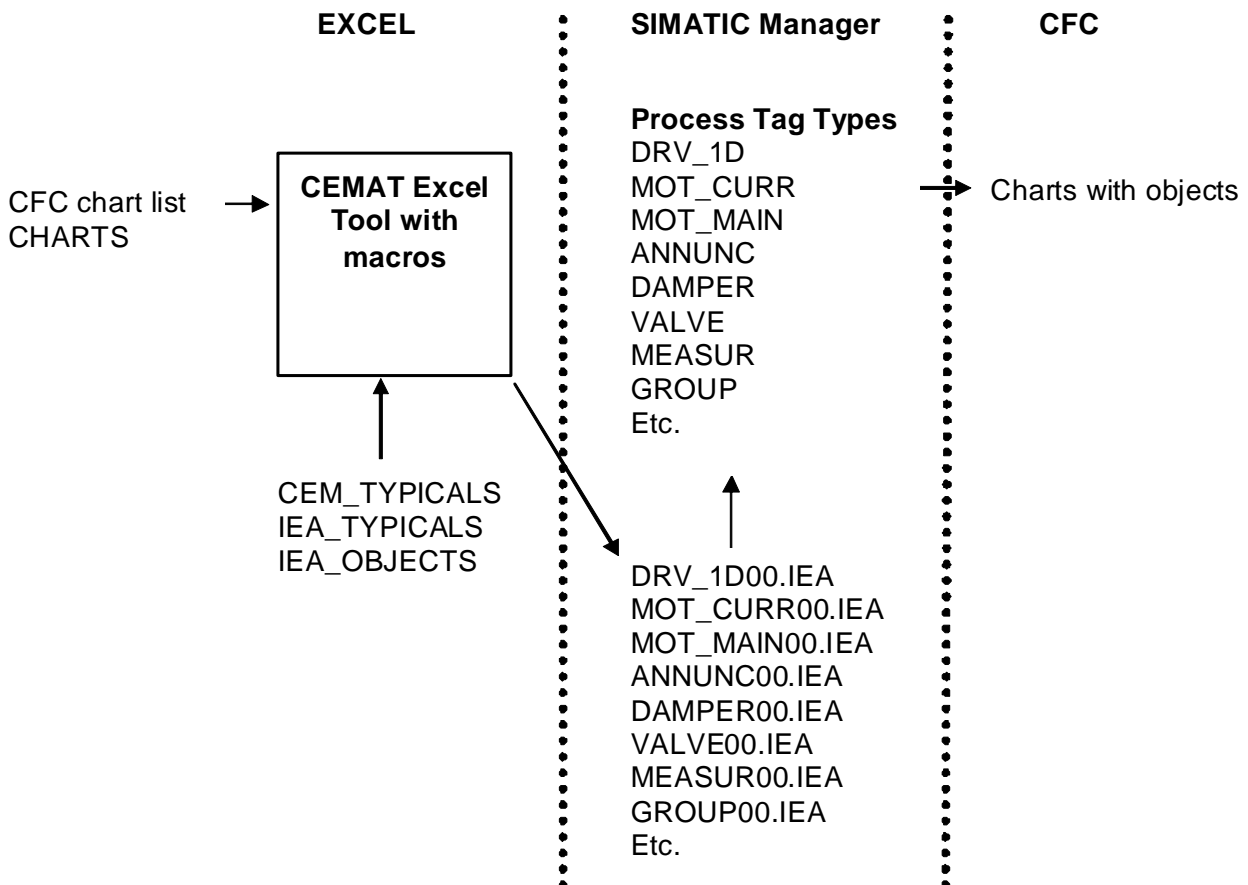 EXCEL
SIMATIC Manager
CFC
CFC chart list
CHARTS
CEMAT Excel
Tool with
macros
CEM_TYPICALS
IEA_TYPICALS
IEA_OBJECTS
Process Tag Types
DRV_1D
MOT_CURR
MOT_MAIN
ANNUNC
DAMPER
VALVE
MEASUR
GROUP
Etc.
DRV_1D00.IEA
MOT_CURR00.IEA
MOT_MAIN00.IEA
ANNUNC00.IEA
DAMPER00.IEA
VALVE00.IEA
MEASUR00.IEA
GROUP00.IEA
Etc.
Charts with objects